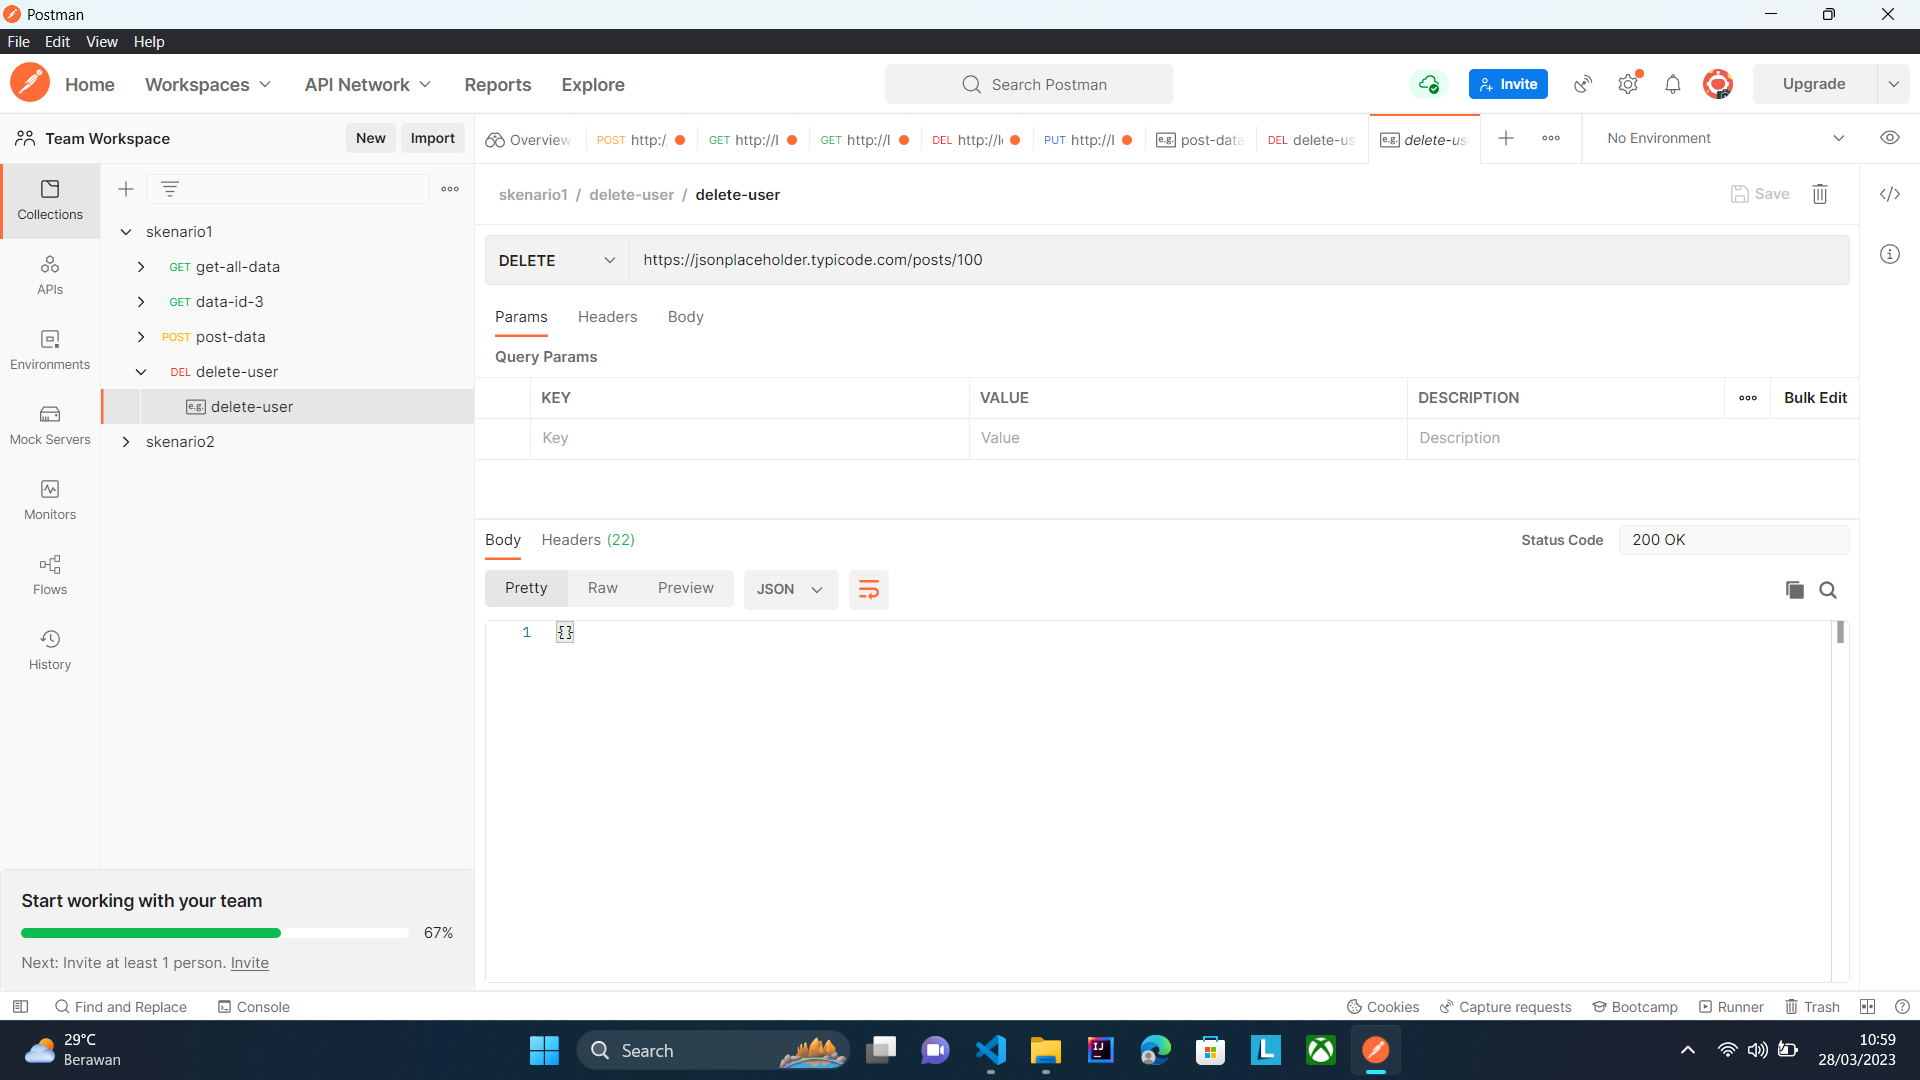 Postman
File Edit View Help
Home Workspaces API Network Reports Explore Search Postman Invite Upgrade
Team Workspace New Import
Overview POST http:/, GET http://l GET http://l DEL http://l PUT http://l e.g. post-data DEL delete-us e.g. delete-us No Environment
Collections
APIs
Environments
Mock Servers
Monitors
Flows
History
skenario1
GET get-all-data
GET data-id-3
POST post-data
DEL delete-user
e.g. delete-user
skenario2
skenario1 / delete-user / delete-user Save
DELETE https://jsonplaceholder.typicode.com/posts/100
Params Headers Body
Query Params
KEY VALUE DESCRIPTION Bulk Edit
Key Value Description
Body Headers (22) Status Code 200 OK
Pretty Raw Preview JSON
1 {}
Start working with your team
67%
Next: Invite at least 1 person. Invite
Find and Replace Console Cookies Capture requests Bootcamp Runner Trash
29°C
Berawan
Search
10:59
28/03/2023